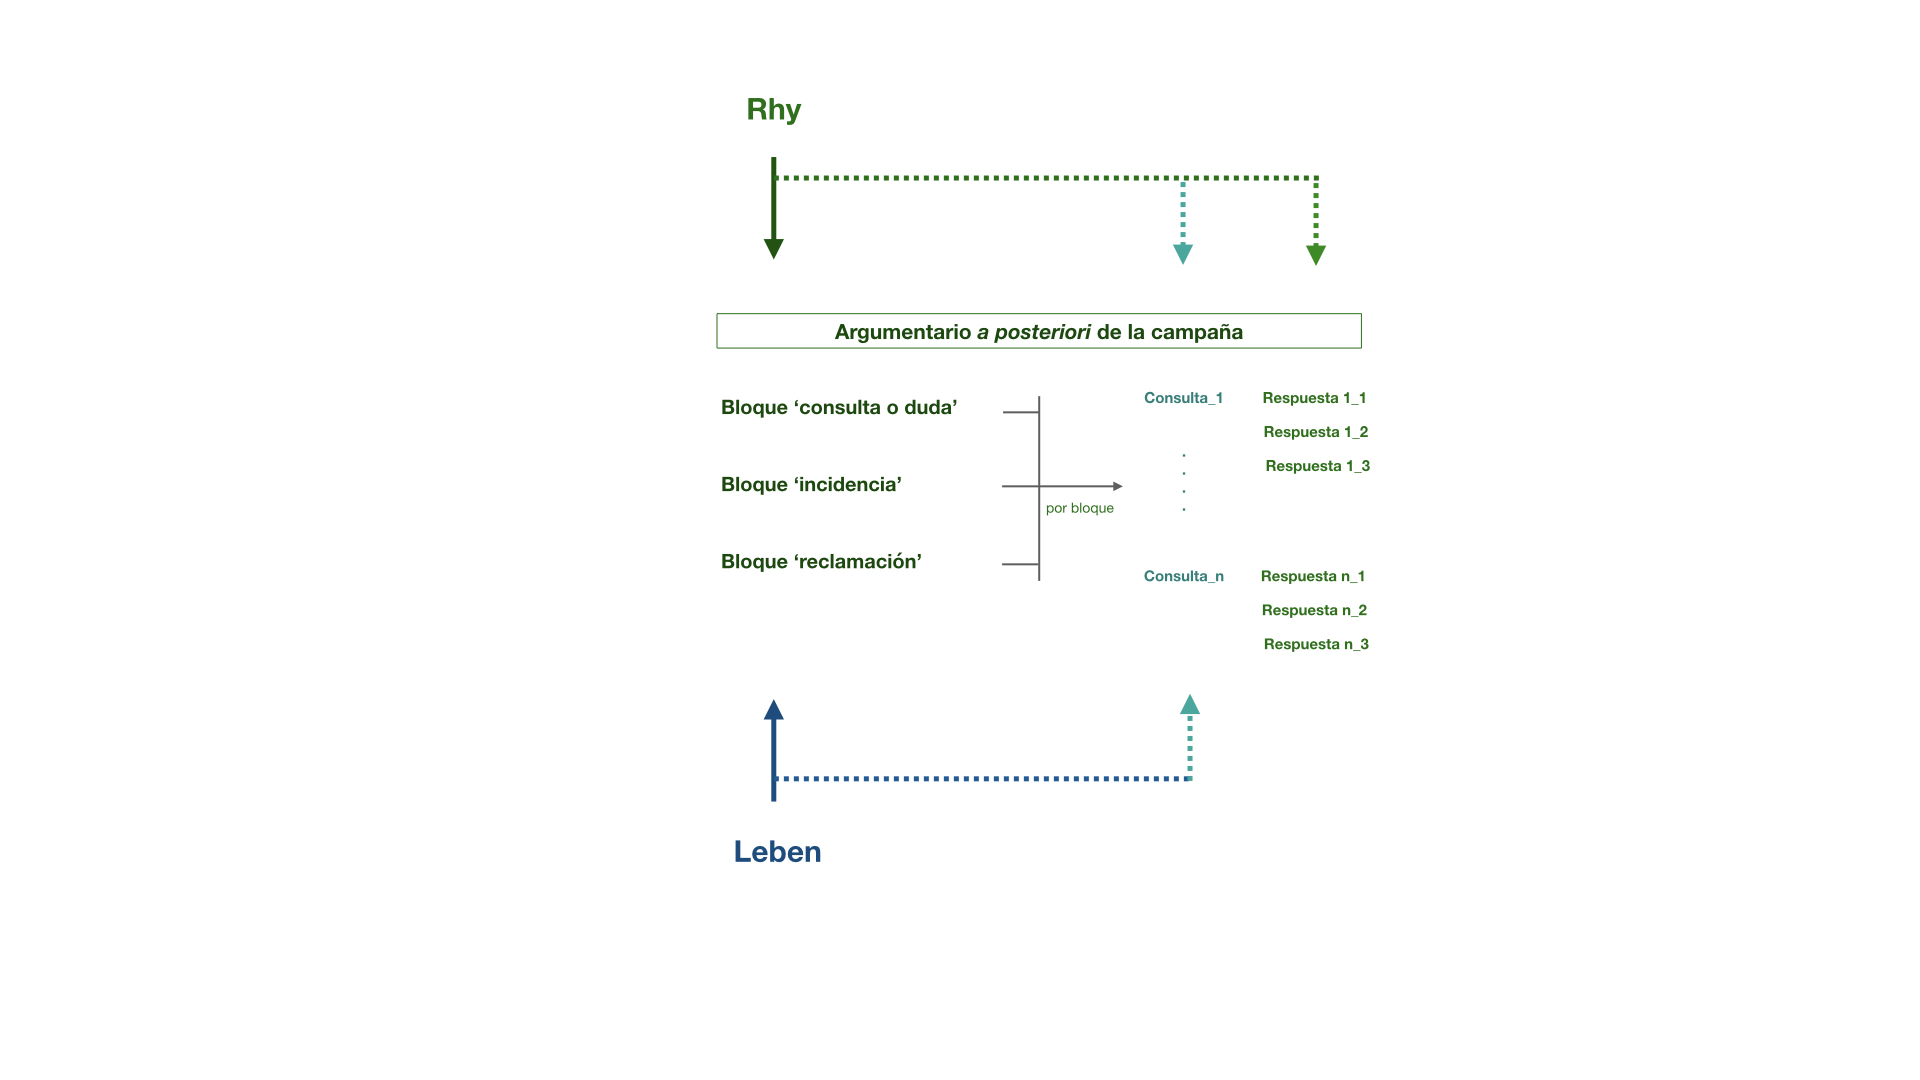 Rhy
Argumentario a posteriori de la campaña
Bloque ‘consulta o duda’
Bloque ‘incidencia’
Bloque ‘reclamación’
por bloque
Consulta_1
Respuesta 1_1
Respuesta 1_2
Respuesta 1_3
.
.
.
.
Consulta_n
Respuesta n_1
Respuesta n_2
Respuesta n_3
Leben